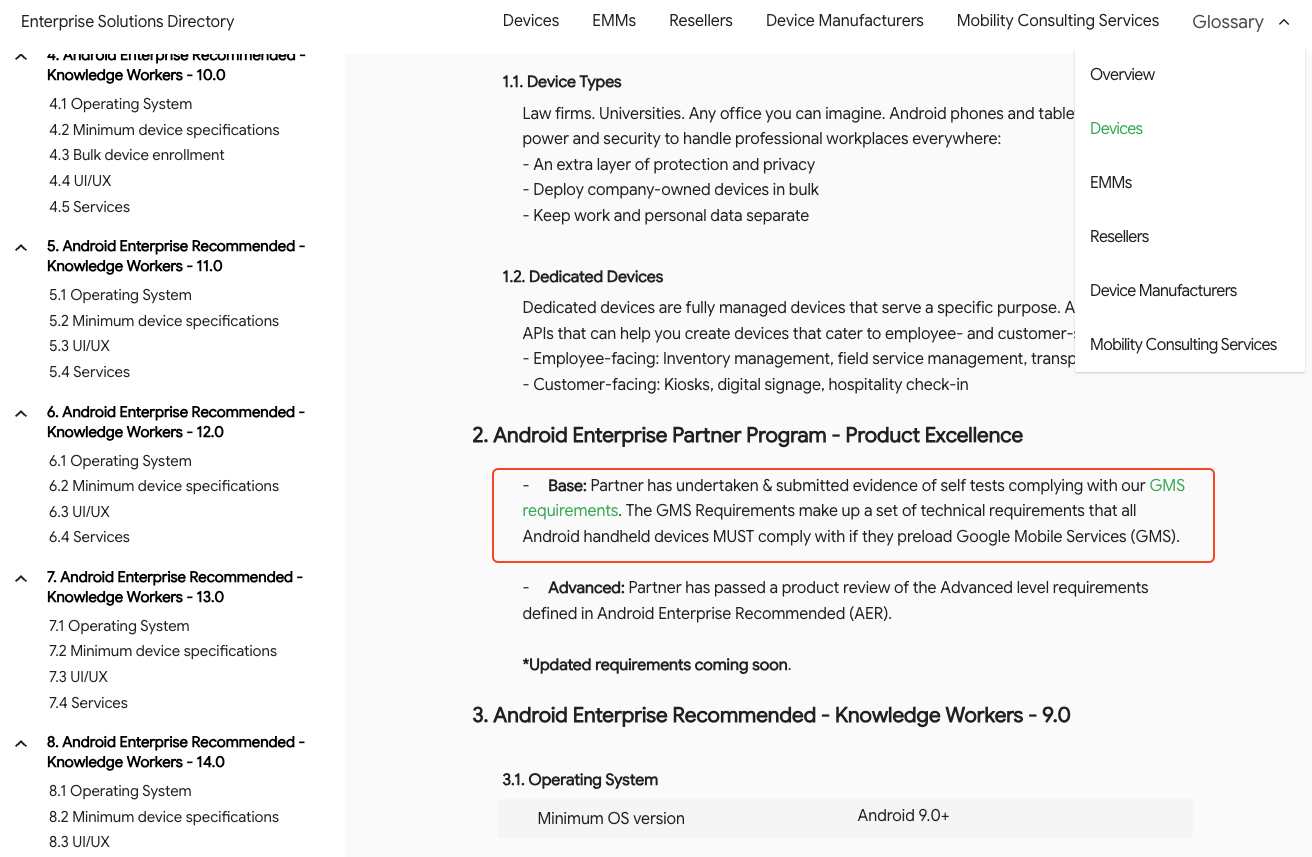 Enterprise Solutions Directory
Devices
EMMs
Resellers
Device Manufacturers
Mobility Consulting Services
Glossary
4. Android Enterprise Recommended -
Knowledge Workers - 10.0
4.1 Operating System
4.2 Minimum device specifications
4.3 Bulk device enrollment
4.4 UI/UX
4.5 Services
5. Android Enterprise Recommended -
Knowledge Workers - 11.0
5.1 Operating System
5.2 Minimum device specifications
5.3 UI/UX
5.4 Services
6. Android Enterprise Recommended -
Knowledge Workers - 12.0
6.1 Operating System
6.2 Minimum device specifications
6.3 UI/UX
6.4 Services
7. Android Enterprise Recommended -
Knowledge Workers - 13.0
7.1 Operating System
7.2 Minimum device specifications
7.3 UI/UX
7.4 Services
8. Android Enterprise Recommended -
Knowledge Workers - 14.0
8.1 Operating System
8.2 Minimum device specifications
8.3 UI/UX
1.1. Device Types
Law firms. Universities. Any office you can imagine. Android phones and
power and security to handle professional workplaces everywhere:
- An extra layer of protection and privacy
- Deploy company-owned devices in bulk
- Keep work and personal data separate
1.2. Dedicated Devices
Dedicated devices are fully managed devices that serve a specific purpose.
APIs that can help you create devices that cater to employee- and customer-
- Employee-facing: Inventory management, field service management,
- Customer-facing: Kiosks, digital signage, hospitality check-in
2. Android Enterprise Partner Program - Product Excellence
- Base: Partner has undertaken & submitted evidence of self tests complying with our GMS
requirements. The GMS Requirements make up a set of technical requirements that all
Android handheld devices MUST comply with if they preload Google Mobile Services (GMS).
- Advanced: Partner has passed a product review of the Advanced level requirements
defined in Android Enterprise Recommended (AER).
*Updated requirements coming soon.
3. Android Enterprise Recommended - Knowledge Workers - 9.0
3.1. Operating System
Minimum OS version Android 9.0+
Overview
Devices
EMMs
Resellers
Device Manufacturers
Mobility Consulting Services